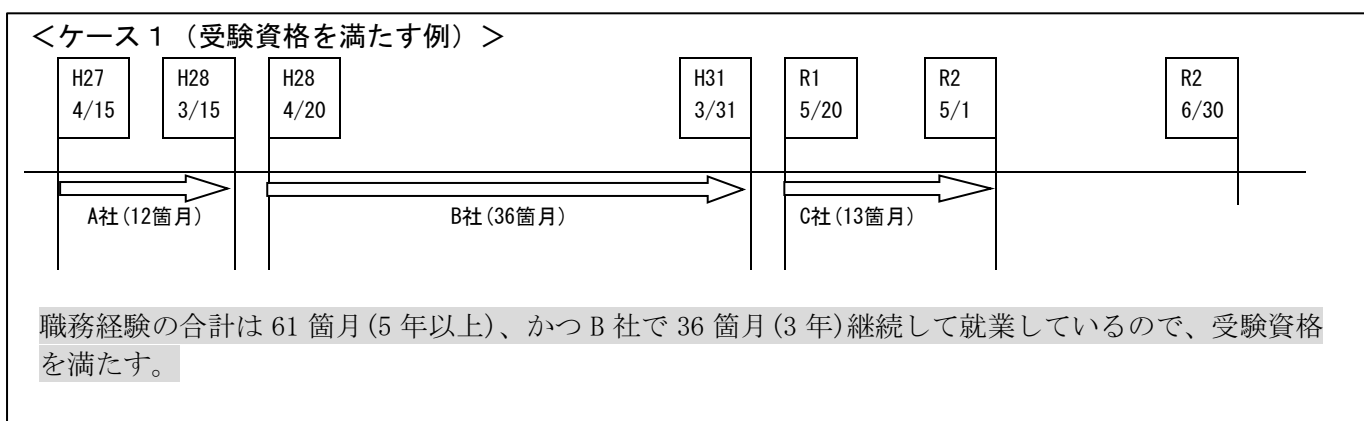 ＜ケース１（受験資格を満たす例）＞
H27 H28 H28 H31 R1 R2 R2
4/15 3/15 4/20 3/31 5/20 5/1 6/30
A社(12箇月) B社(36箇月) C社(13箇月)
職務経験の合計は 61 箇月(5 年以上)、かつ B 社で 36 箇月(3 年)継続して就業しているので、受験資格
を満たす。